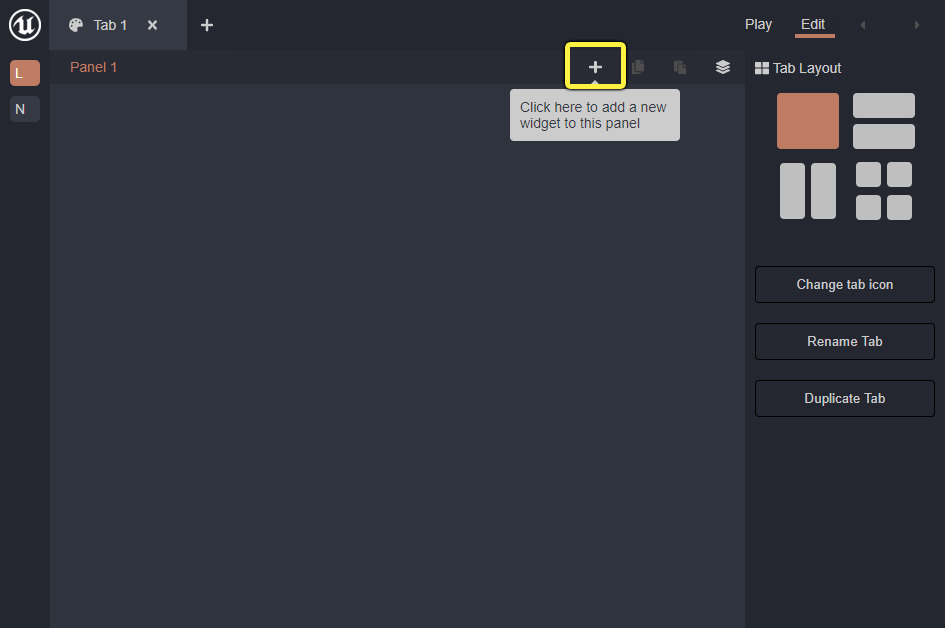 Tab 1
Play
Edit
L
Panel 1
Tab Layout
N
Click here to add a new
widget to this panel
Change tab icon
Rename Tab
Duplicate Tab